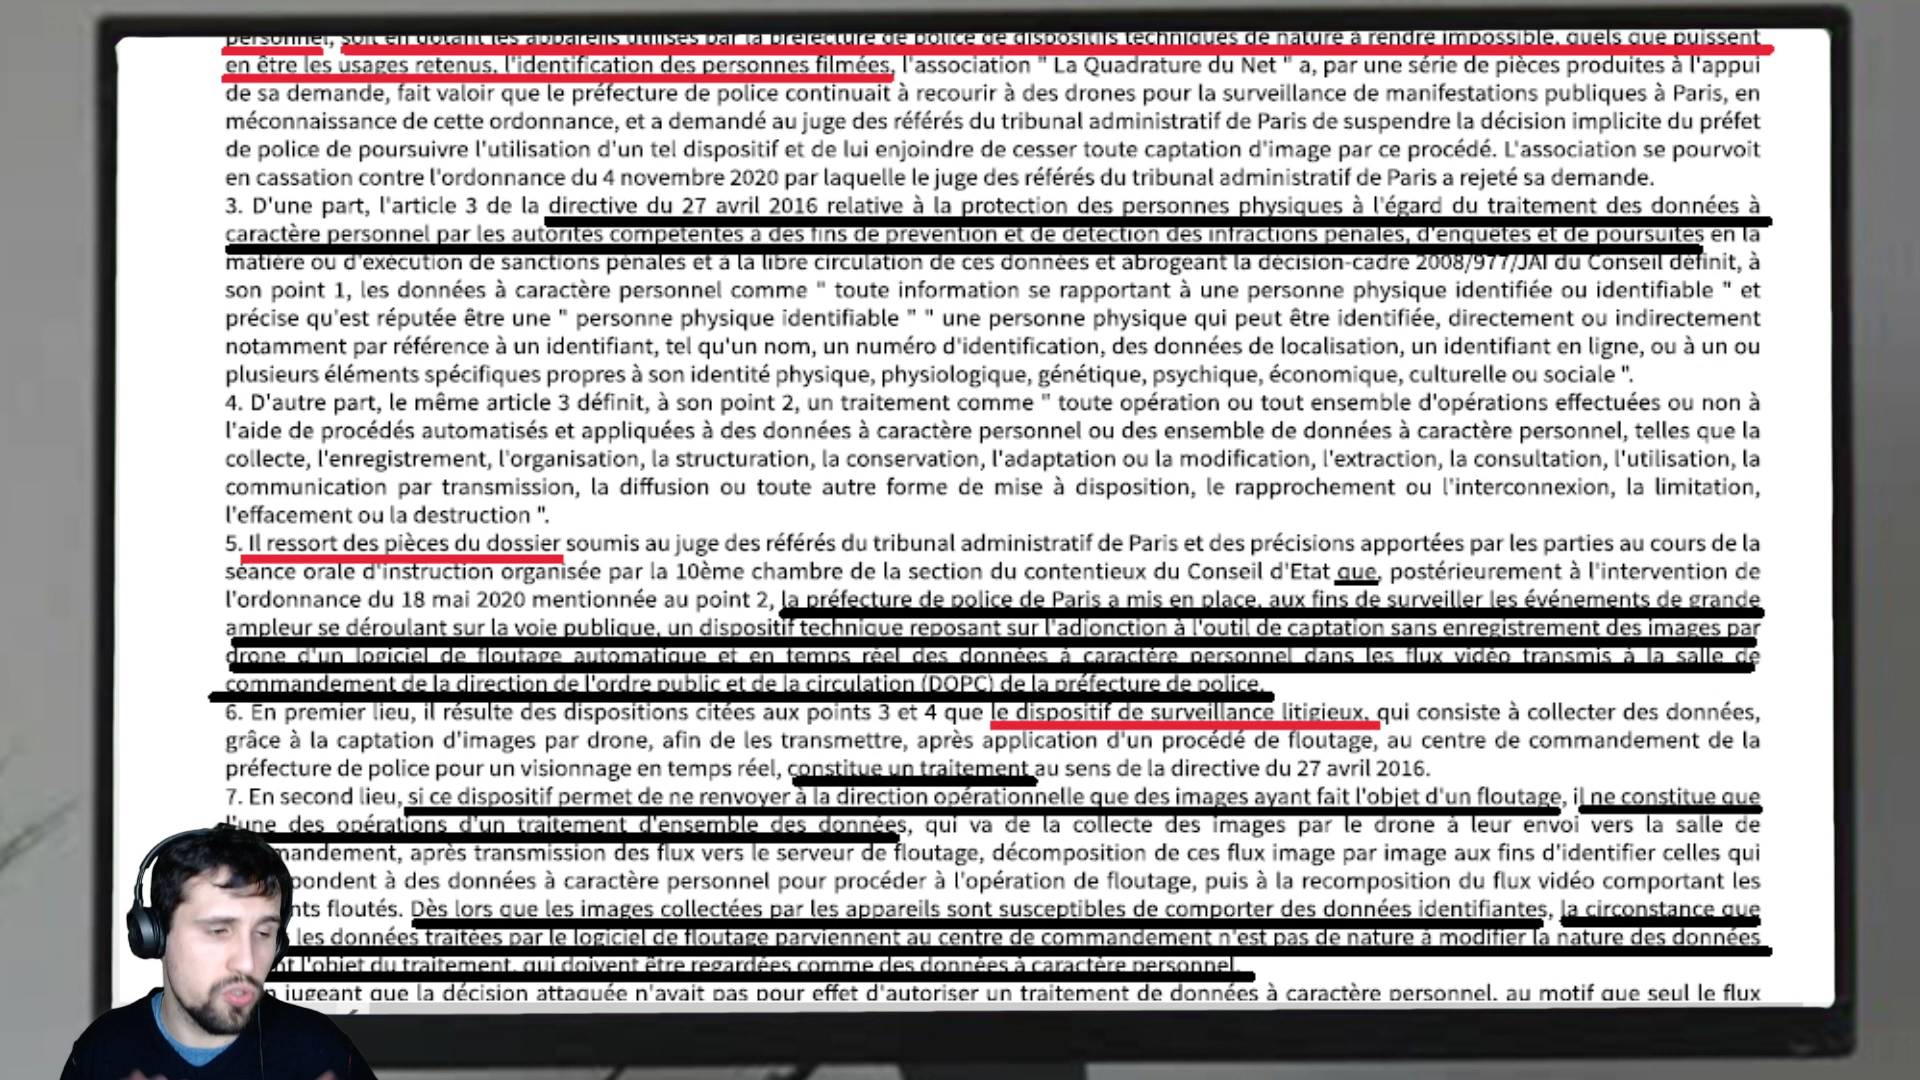 personnel, soit en dotant les appareils utilisés par la préfecture de police de dispositifs techniques de nature à rendre impossible, quels que puissent
en être les usages retenus, l'identification des personnes filmées, l'association " La Quadrature du Net " a, par une série de pièces produites à l'appui
de sa demande, fait valoir que le préfecture de police continuait à recourir à des drones pour la surveillance de manifestations publiques à Paris, en
méconnaissance de cette ordonnance, et a demandé au juge des référés du tribunal administratif de Paris de suspendre la décision implicite du préfet
de police de poursuivre l'utilisation d'un tel dispositif et de lui enjoindre de cesser toute captation d'image par ce procédé. L'association se pourvoit
en cassation contre l'ordonnance du 4 novembre 2020 par laquelle le juge des référés du tribunal administratif de Paris a rejeté sa demande.
3. D'une part, l'article 3 de la directive du 27 avril 2016 relative à la protection des personnes physiques à l'égard du traitement des données à
caractère personnel par les autorités compétentes à des fins de prévention et de détection des infractions pénales, d'enquêtes et de poursuites en la
matière ou d'exécution de sanctions pénales et à la libre circulation de ces données et abrogeant la décision-cadre 2008/977/JAI du Conseil définit, à
son point 1, les données à caractère personnel comme " toute information se rapportant à une personne physique identifiée ou identifiable " et
précise qu'est réputée être une " personne physique identifiable " " une personne physique qui peut être identifiée, directement ou indirectement
notamment par référence à un identifiant, tel qu'un nom, un numéro d'identification, des données de localisation, un identifiant en ligne, ou à un ou
plusieurs éléments spécifiques propres à son identité physique, physiologique, génétique, psychique, économique, culturelle ou sociale ".
4. D'autre part, le même article 3 définit, à son point 2, un traitement comme " toute opération ou tout ensemble d'opérations effectuées ou non à
l'aide de procédés automatisés et appliquées à des données à caractère personnel ou des ensemble de données à caractère personnel, telles que la
collecte, l'enregistrement, l'organisation, la structuration, la conservation, l'adaptation ou la modification, l'extraction, la consultation, l'utilisation, la
communication par transmission, la diffusion ou toute autre forme de mise à disposition, le rapprochement ou l'interconnexion, la limitation,
l'effacement ou la destruction ".
5. Il ressort des pièces du dossier soumis au juge des référés du tribunal administratif de Paris et des précisions apportées par les parties au cours de la
séance orale d'instruction organisée par la 10ème chambre de la section du contentieux du Conseil d'Etat que, postérieurement à l'intervention de
l'ordonnance du 18 mai 2020 mentionnée au point 2, la préfecture de police de Paris a mis en place, aux fins de surveiller les événements de grande
ampleur se déroulant sur la voie publique, un dispositif technique reposant sur l'adjonction à l'outil de captation sans enregistrement des images par
drone d'un logiciel de floutage automatique et en temps réel des données à caractère personnel dans les flux vidéo transmis à la salle de
commandement de la direction de l'ordre public et de la circulation (DOPC) de la préfecture de police.
6. En premier lieu, il résulte des dispositions citées aux points 3 et 4 que le dispositif de surveillance litigieux, qui consiste à collecter des données,
grâce à la captation d'images par drone, afin de les transmettre, après application d'un procédé de floutage, au centre de commandement de la
préfecture de police pour un visionnage en temps réel, constitue un traitement au sens de la directive du 27 avril 2016.
7. En second lieu, si ce dispositif permet de ne renvoyer à la direction opérationnelle que des images ayant fait l'objet d'un floutage, il ne constitue que
l'une des opérations d'un traitement d'ensemble des données, qui va de la collecte des images par le drone à leur envoi vers la salle de
mandement, après transmission des flux vers le serveur de floutage, décomposition de ces flux image par image aux fins d'identifier celles qui
pondent à des données à caractère personnel pour procéder à l'opération de floutage, puis à la recomposition du flux vidéo comportant les
nts floutés. Dès lors que les images collectées par les appareils sont susceptibles de comporter des données identifiantes, la circonstance que
les données traitées par le logiciel de floutage parviennent au centre de commandement n'est pas de nature à modifier la nature des données
nt l'objet du traitement, qui doivent être regardées comme des données à caractère personnel.
n jugeant que la décision attaquée n'avait pas pour effet d'autoriser un traitement de données à caractère personnel, au motif que seul le flux